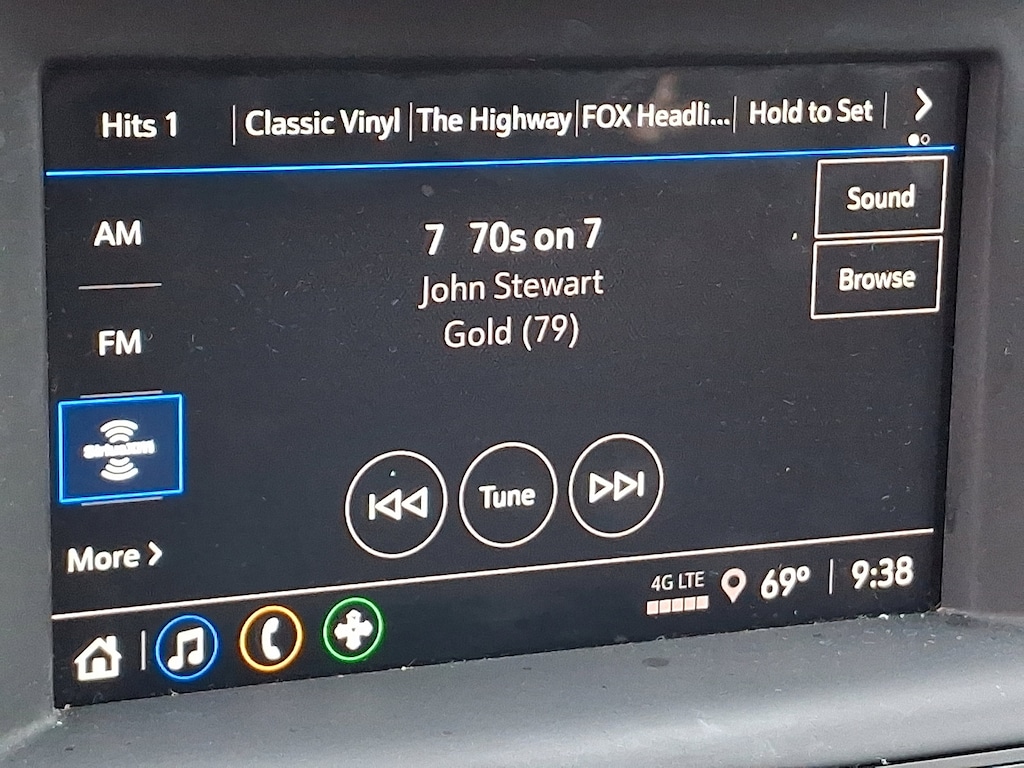 Hits 1 | Classic Vinyl | The Highway | FOX Headli... | Hold to Set
Sound
AM
7 70s on 7
Browse
John Stewart
FM
Gold (79)
SiriusXM
Tune
More
4G LTE 69° | 9:38